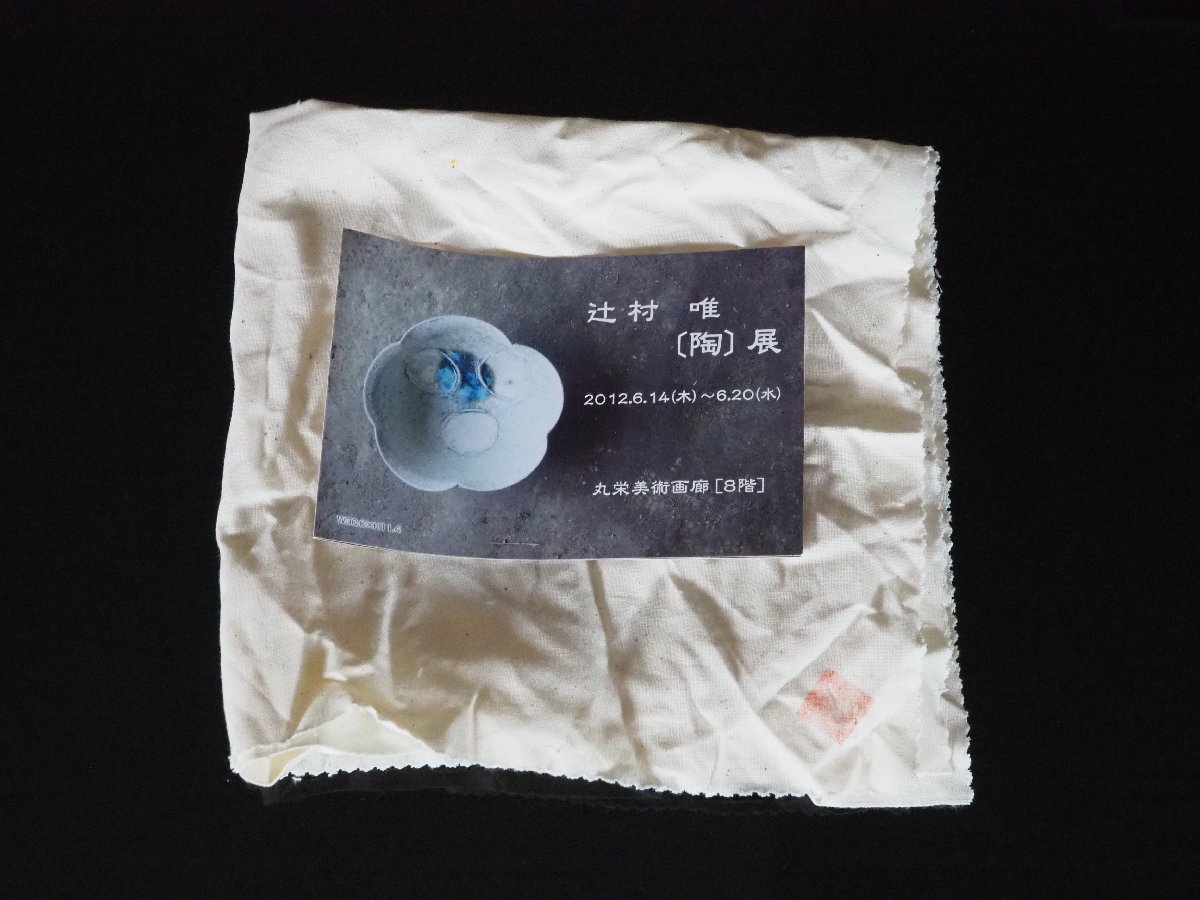 辻村 唯
〔陶〕展
2012.6.14(木)～6.20(水)
丸栄美術画廊[8階]